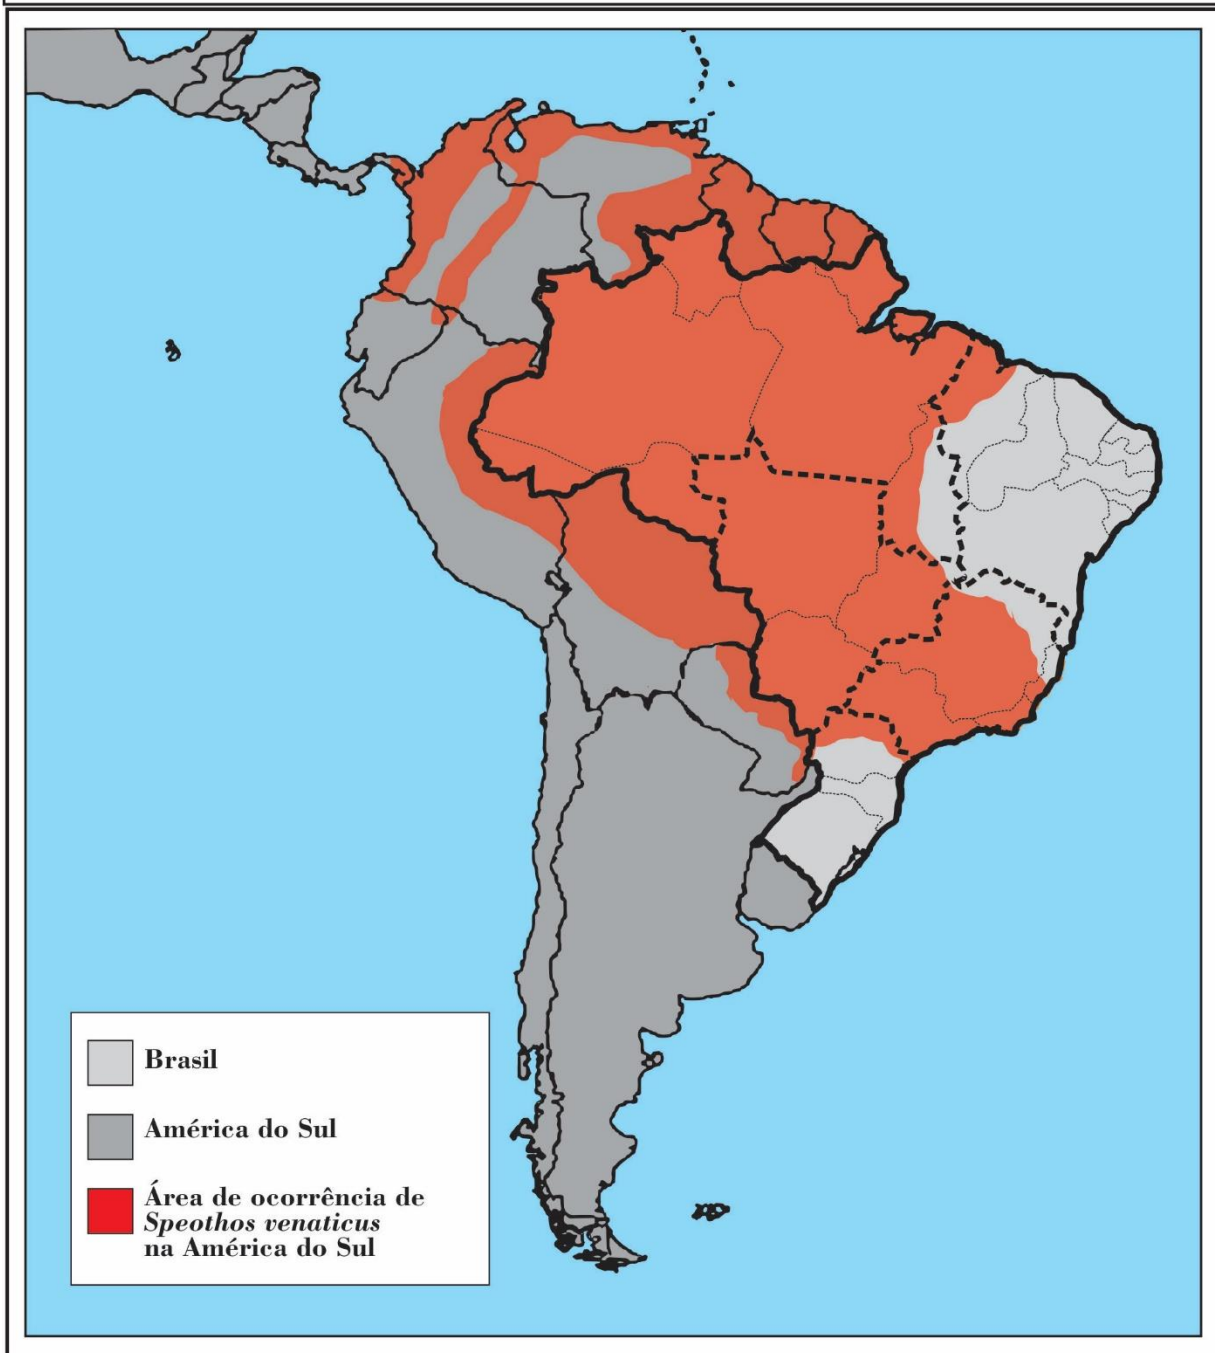 Brasil
América do Sul
Área de ocorrência de
Speothos venaticus
na América do Sul